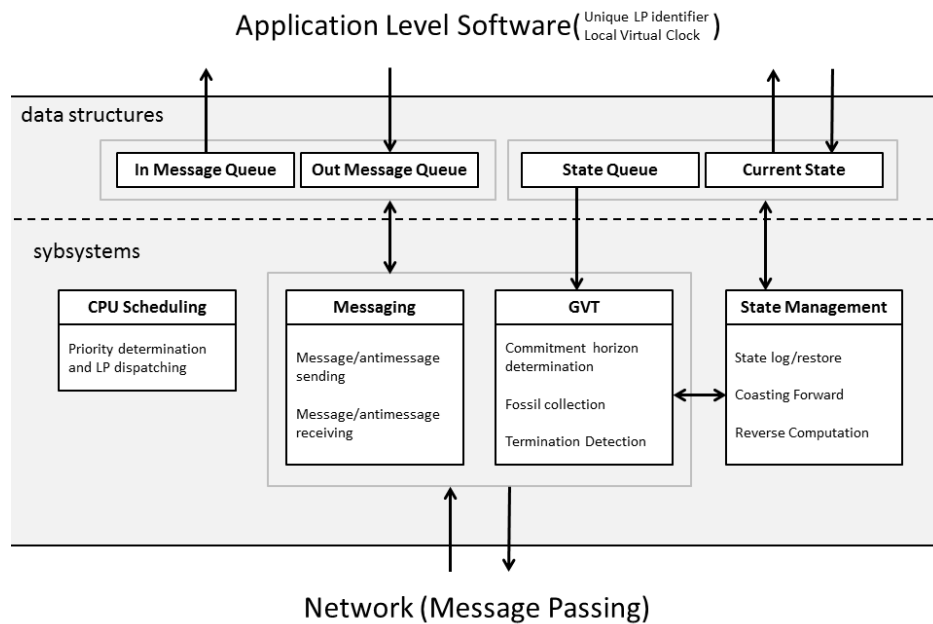 Application Level Software( Unique LP identifier
Local Virtual Clock )
data structures
In Message Queue
Out Message Queue
State Queue
Current State
sybsystems
CPU Scheduling
Priority determination
and LP dispatching
Messaging
Message/antimessage
sending
Message/antimessage
receiving
GVT
Commitment horizon
determination
Fossil collection
Termination Detection
State Management
State log/restore
Coasting Forward
Reverse Computation
Network (Message Passing)